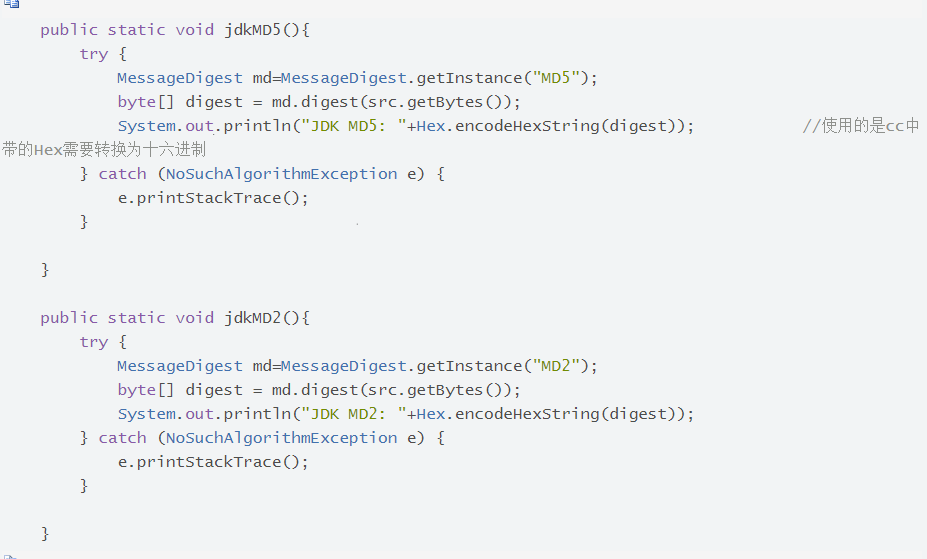 public static void jdkMD5(){
try {
MessageDigest md=MessageDigest.getInstance("MD5");
byte[] digest = md.digest(src.getBytes());
System.out.println("JDK MD5: "+Hex.encodeHexString(digest)); //使用的是cc中
带的Hex需要转换为十六进制
} catch (NoSuchAlgorithmException e) {
e.printStackTrace();
}
}
public static void jdkMD2(){
try {
MessageDigest md=MessageDigest.getInstance("MD2");
byte[] digest = md.digest(src.getBytes());
System.out.println("JDK MD2: "+Hex.encodeHexString(digest));
} catch (NoSuchAlgorithmException e) {
e.printStackTrace();
}
}